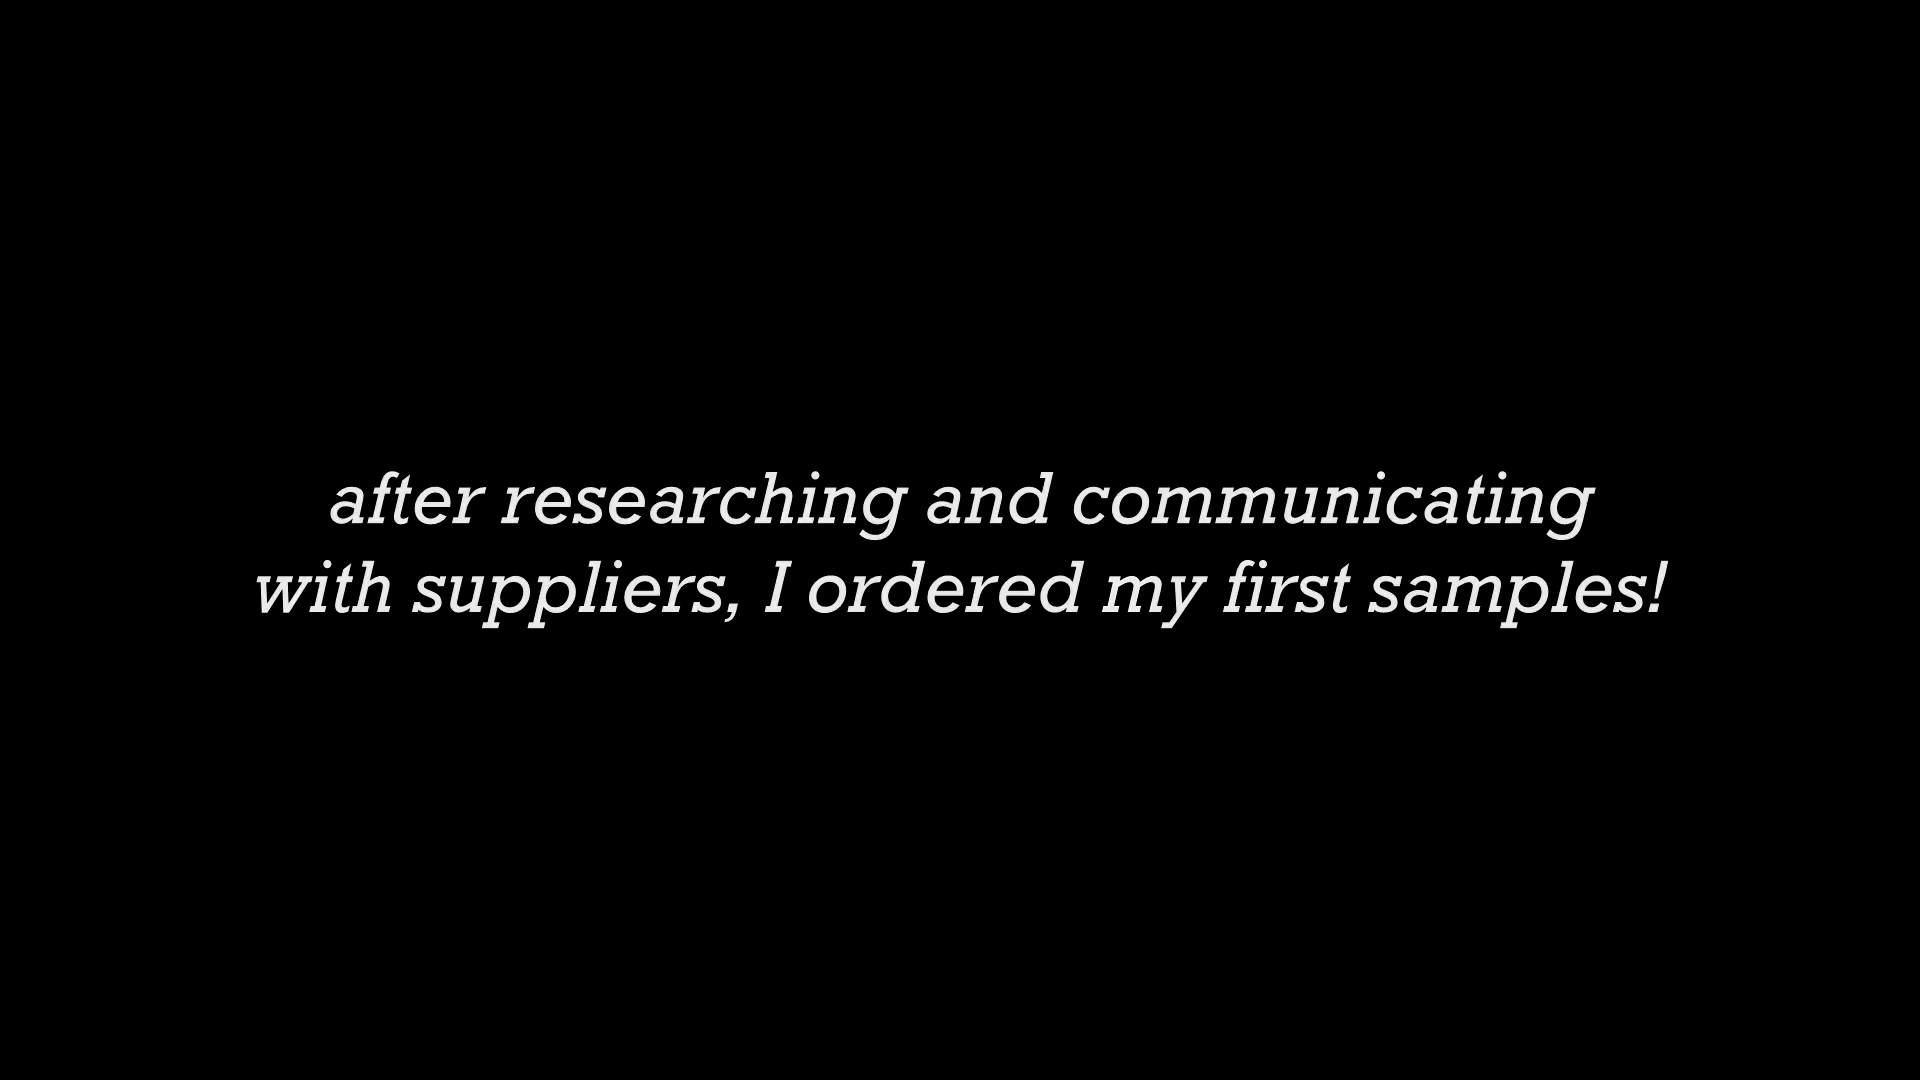 after researching and communicating
with suppliers, I ordered my first samples!